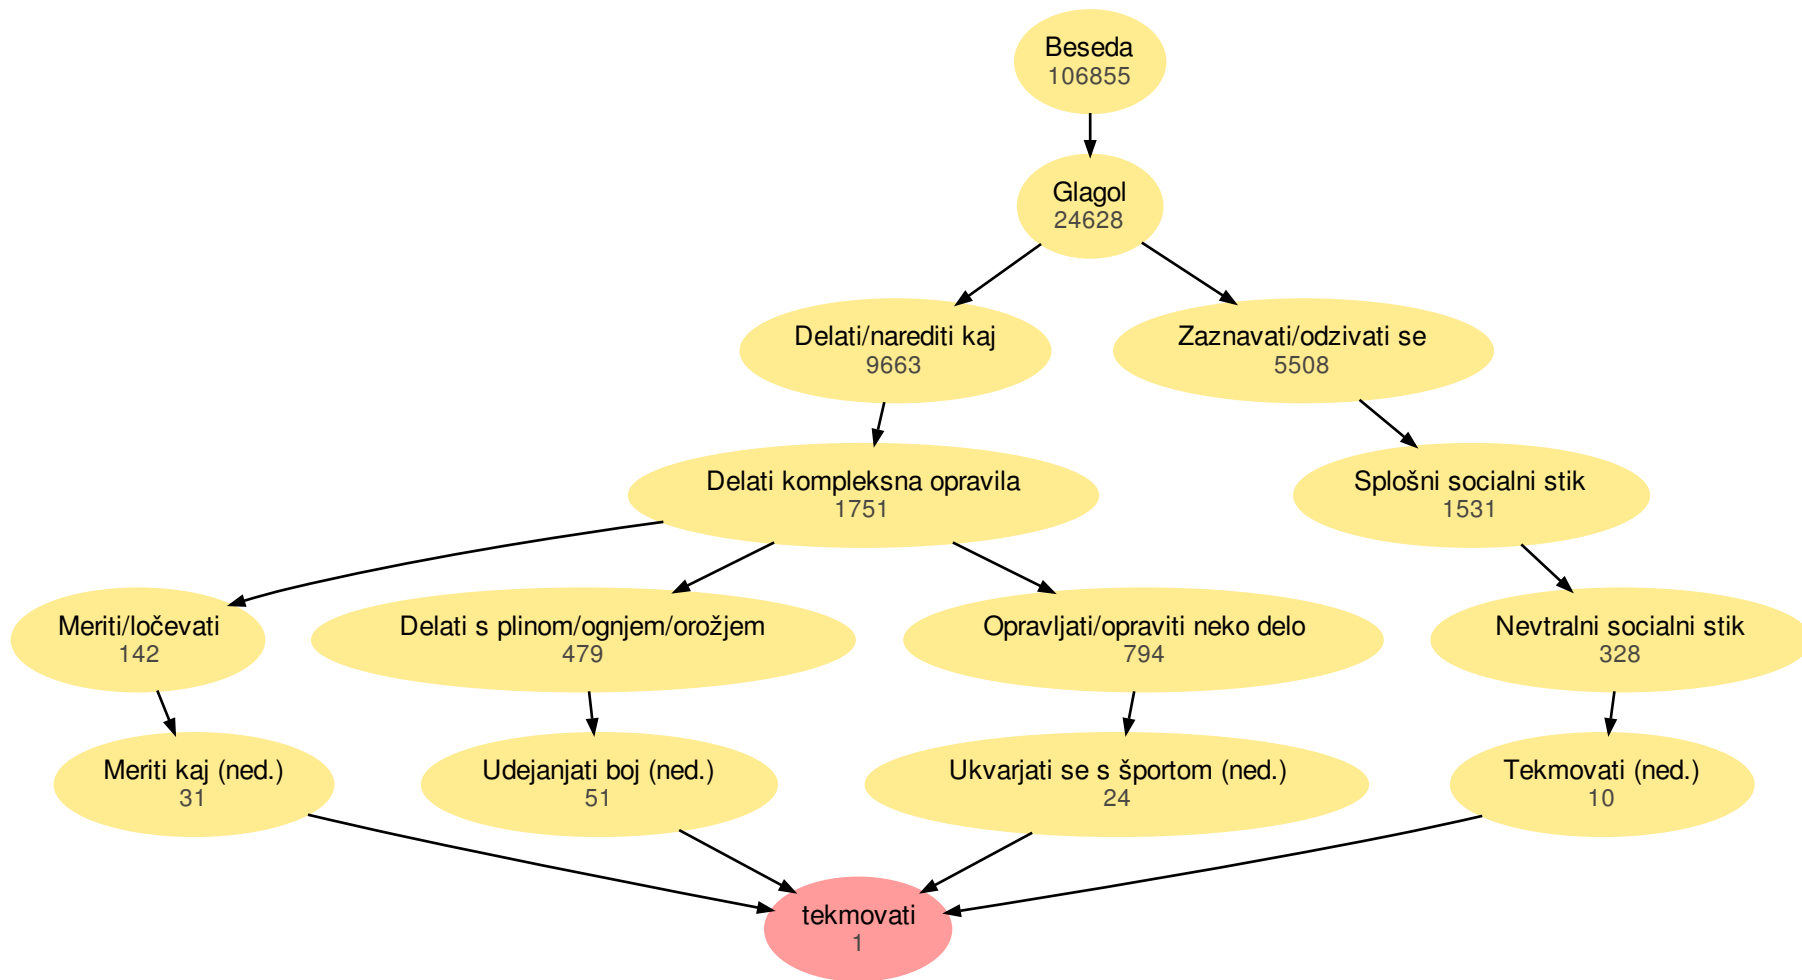 Beseda
106855
Glagol
24628
Delati/narediti kaj
9663
Zaznavati/odzivati se
5508
Delati kompleksna opravila
1751
Splošni socialni stik
1531
Meriti/ločevati
142
Delati s plinom/ognjem/orožjem
479
Opravljati/opraviti neko delo
794
Nevtralni socialni stik
328
Meriti kaj (ned.)
31
Udejanjati boj (ned.)
51
Ukvarjati se s športom (ned.)
24
Tekmovati (ned.)
10
tekmovati
1